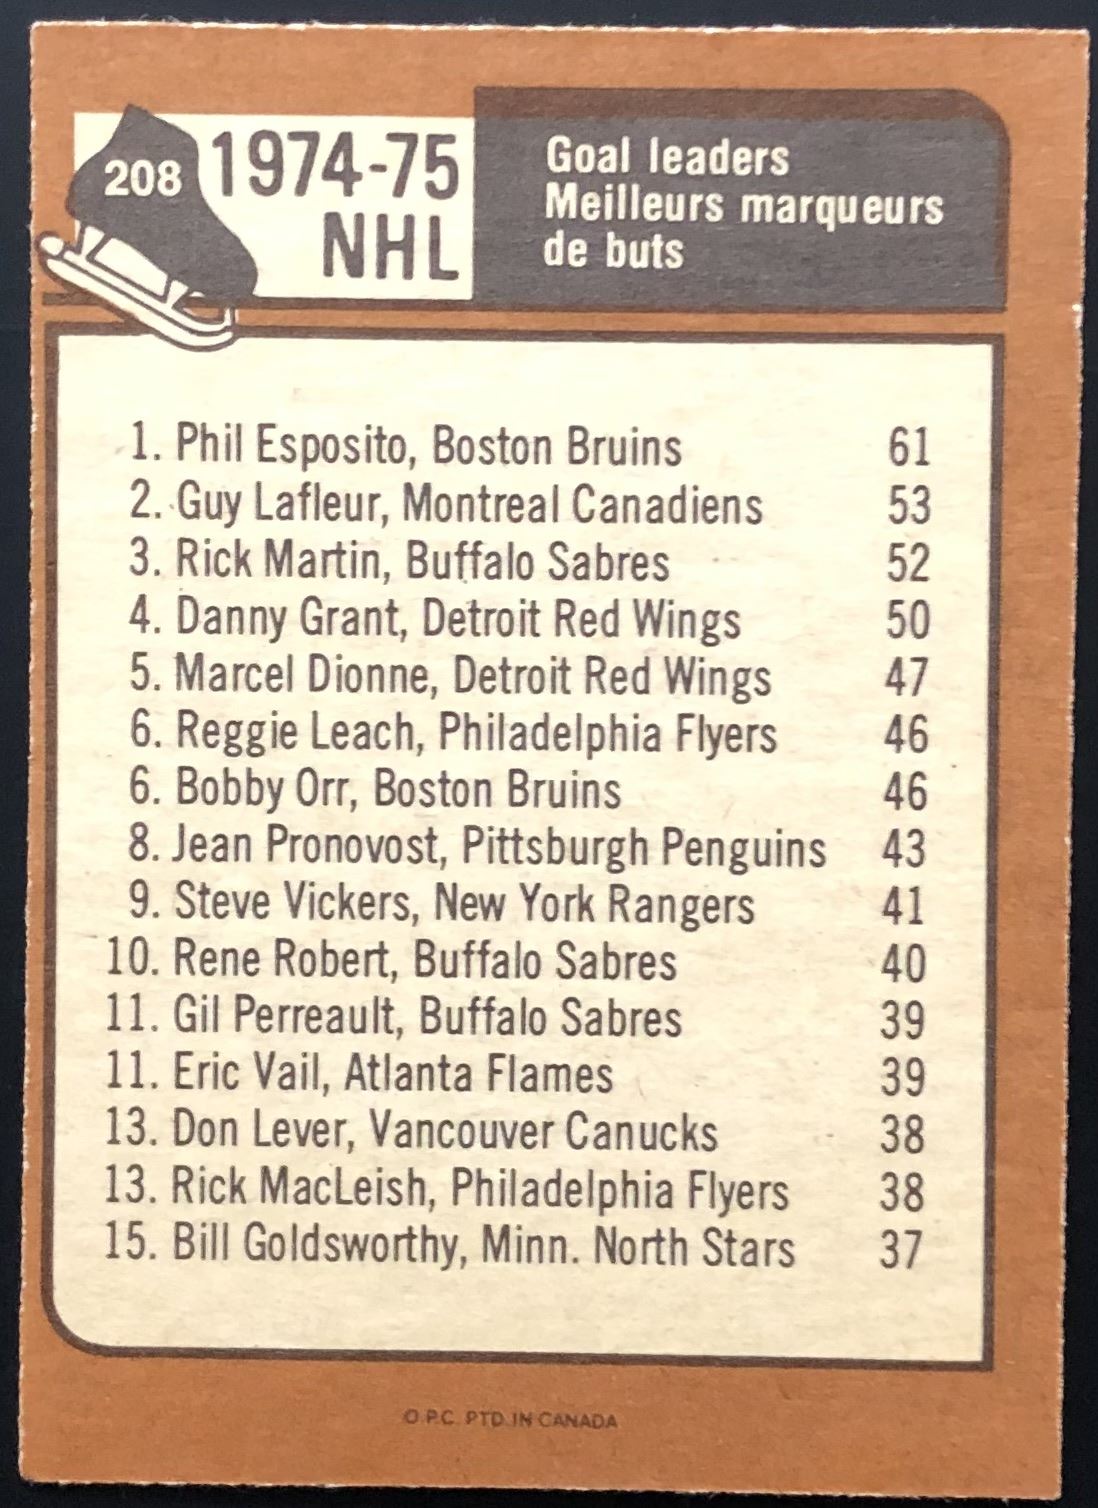 208
1974-75
NHL
Goal leaders
Meilleurs marqueurs
de buts
1. Phil Esposito, Boston Bruins 61
2. Guy Lafleur, Montreal Canadiens 53
3. Rick Martin, Buffalo Sabres 52
4. Danny Grant, Detroit Red Wings 50
5. Marcel Dionne, Detroit Red Wings 47
6. Reggie Leach, Philadelphia Flyers 46
6. Bobby Orr, Boston Bruins 46
8. Jean Pronovost, Pittsburgh Penguins 43
9. Steve Vickers, New York Rangers 41
10. Rene Robert, Buffalo Sabres 40
11. Gil Perreault, Buffalo Sabres 39
11. Eric Vail, Atlanta Flames 39
13. Don Lever, Vancouver Canucks 38
13. Rick MacLeish, Philadelphia Flyers 38
15. Bill Goldsworthy, Minn. North Stars 37
O.P.C. PTD. IN CANADA